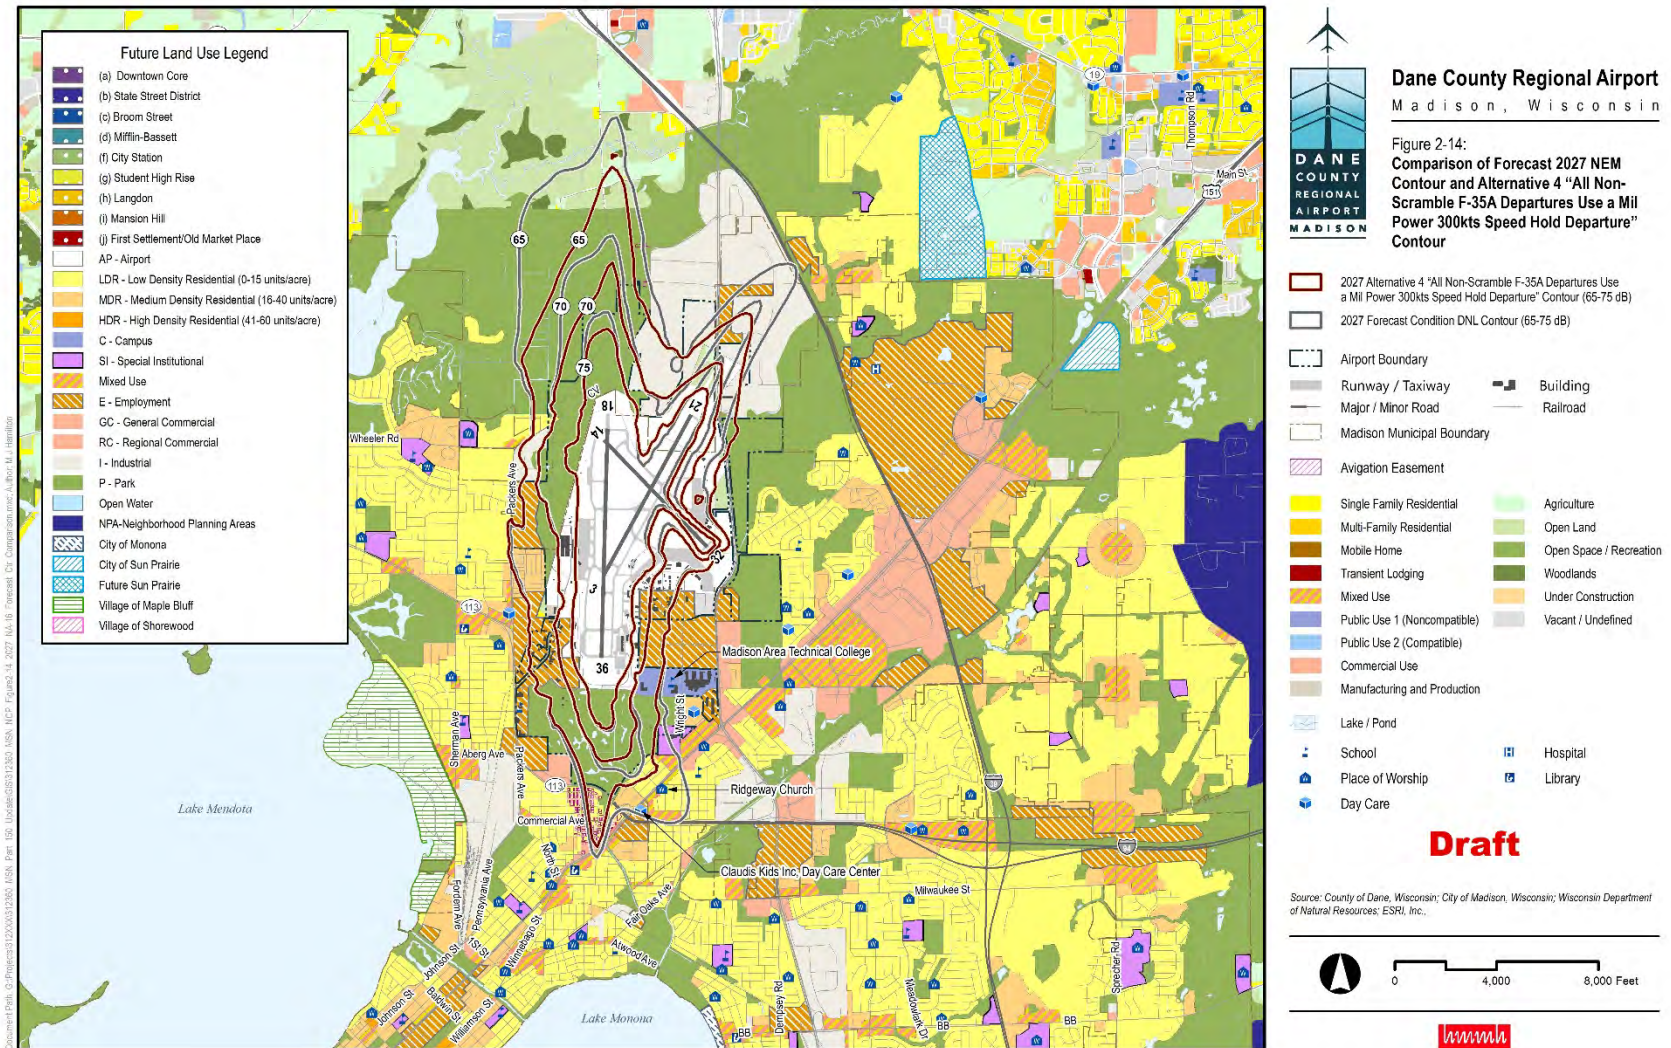 Future Land Use Legend
(a) Downtown Core
(b) State Street District
(c) Broom Street
(d) Mifflin-Bassett
(f) City Station
(g) Student High Rise
(h) Langdon
(i) Mansion Hill
(j) First Settlement/Old Market Place
AP - Airport
LDR - Low Density Residential (0-15 units/acre)
MDR - Medium Density Residential (16-40 units/acre)
HDR - High Density Residential (41-60 units/acre)
C - Campus
SI - Special Institutional
Mixed Use
E - Employment
GC - General Commercial
RC - Regional Commercial
I - Industrial
P - Park
Open Water
NPA-Neighborhood Planning Areas
City of Monona
City of Sun Prairie
Future Sun Prairie
Village of Maple Bluff
Village of Shorewood
19
Thompson Rd
Main St
151
65
65
70
70
75
CV
18
21
14
32
3
36
Wheeler Rd
Packers Ave
113
Madison Area Technical College
Wright St
Sherman Ave
Aberg Ave
Packers Ave
113
Ridgeway Church
Commercial Ave
Claudis Kids Inc, Day Care Center
94
North St
Milwaukee St
Fordem Ave
Pennsylvania Ave
Fair Oaks Ave
Winnebago St
1St St
Johnson St
Atwood Ave
Johnson St
Baldwin St
Williamson St
Dempsey Rd
Meadowlark Dr
Sprecher Rd
BB
BB
BB
Lake Mendota
Lake Monona
DANE
COUNTY
REGIONAL
AIRPORT
MADISON
Dane County Regional Airport
Madison, Wisconsin
Figure 2-14:
Comparison of Forecast 2027 NEM
Contour and Alternative 4 “All Non-
Scramble F-35A Departures Use a Mil
Power 300kts Speed Hold Departure”
Contour
2027 Alternative 4 “All Non-Scramble F-35A Departures Use
a Mil Power 300kts Speed Hold Departure” Contour (65-75 dB)
2027 Forecast Condition DNL Contour (65-75 dB)
Airport Boundary
Runway / Taxiway
Building
Major / Minor Road
Railroad
Madison Municipal Boundary
Avigation Easement
Single Family Residential
Agriculture
Multi-Family Residential
Open Land
Mobile Home
Open Space / Recreation
Transient Lodging
Woodlands
Mixed Use
Under Construction
Public Use 1 (Noncompatible)
Vacant / Undefined
Public Use 2 (Compatible)
Commercial Use
Manufacturing and Production
Lake / Pond
School
H Hospital
Place of Worship
Library
Day Care
Draft
Source: County of Dane, Wisconsin; City of Madison, Wisconsin; Wisconsin Department
of Natural Resources; ESRI, Inc.,
0 4,000 8,000 Feet
hmmh